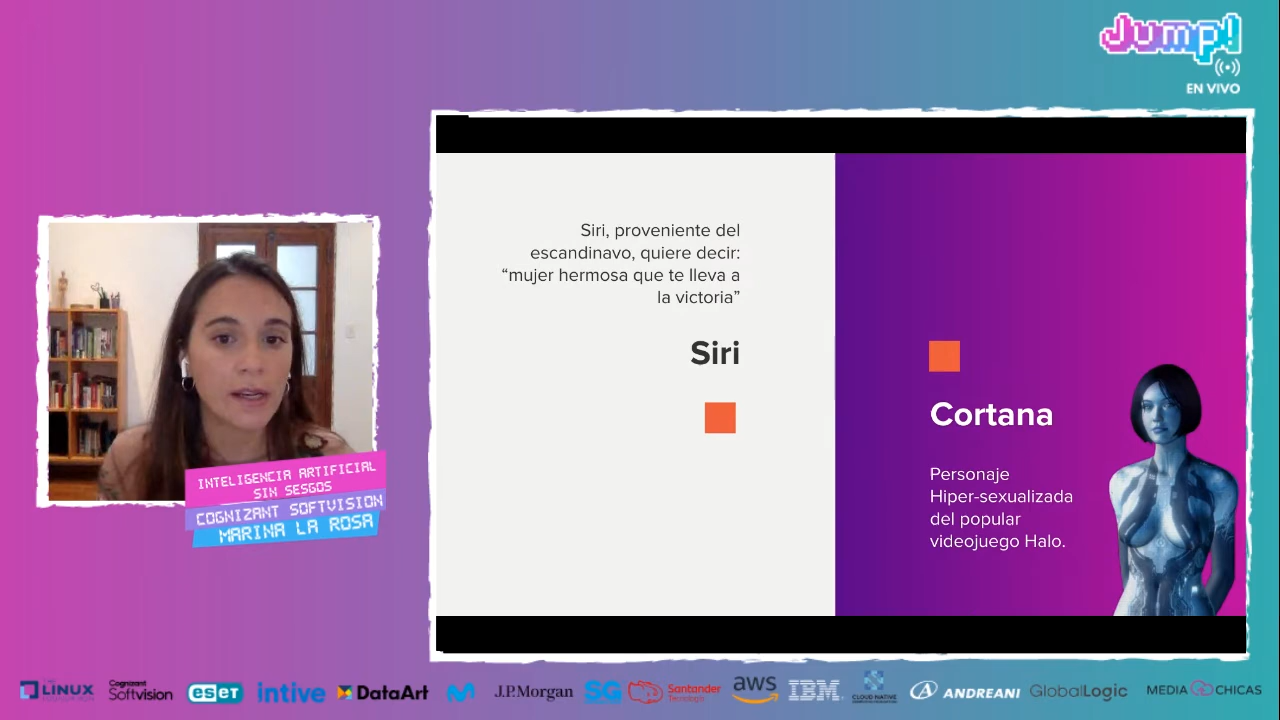 Jump!
EN VIVO
Siri, proveniente del
escandinavo, quiere decir:
“mujer hermosa que te lleva a
la victoria”
Siri
Cortana
Personaje
Hiper-sexualizada
del popular
videojuego Halo.
INTELIGENCIA ARTIFICIAL
SIN SESGOS
COGNIZANT SOFTVISION
MARINA LA ROSA
LINUX
Cognizant
Softvision
eseT
intive
DataArt
J.P.Morgan
SG
Santander
Tecnología
aws
IBM
CLOUD NATIVE
ANDREANI
GlobalLogic
MEDIA CHICAS